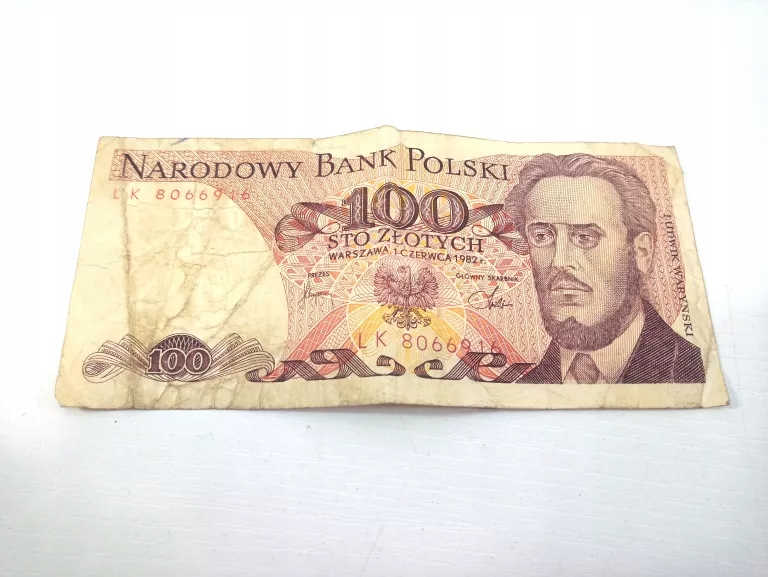 NARODOWY BANK POLSKI
LK 8066916
100
STO ZŁOTYCH
WARSZAWA 1 CZERWCA 1982 r.
PREZES
GŁÓWNY SKARBNIK
LK 8066916
100
LUDWIK WARYŃSKI